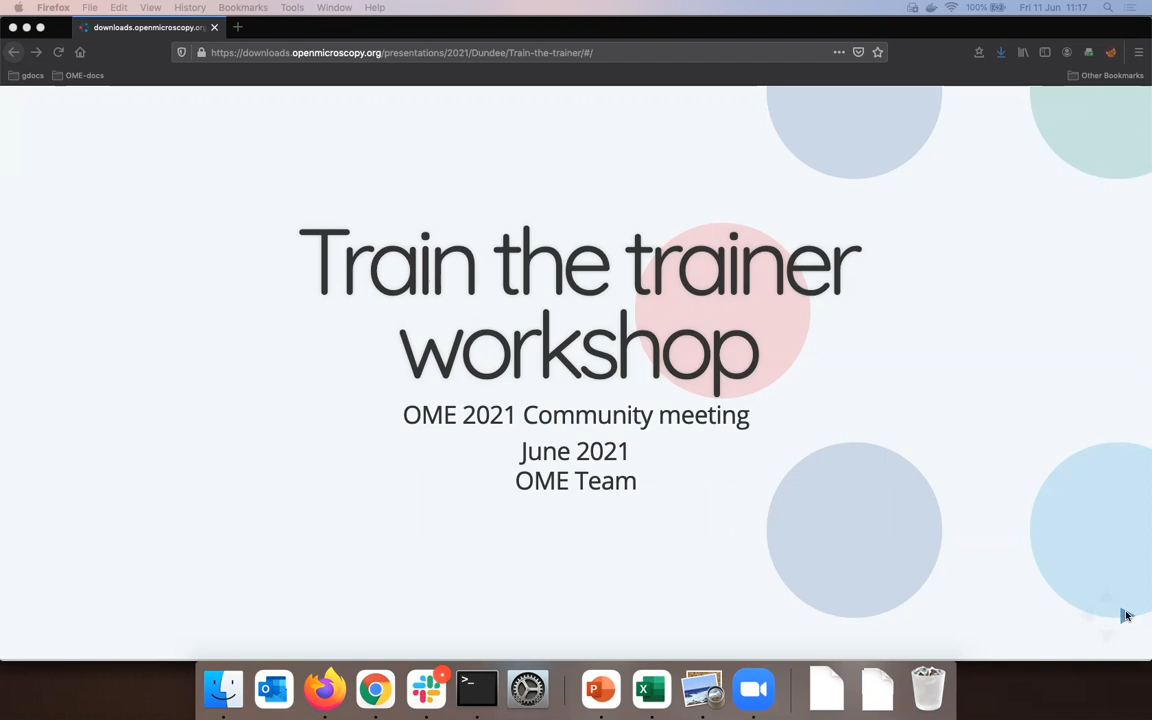 Firefox File Edit View History Bookmarks Tools Window Help 100% Fri 11 Jun 11:17
downloads.openmicroscopy.or
https://downloads.openmicroscopy.org/presentations/2021/Dundee/Train-the-trainer/#/
gdocs OME-docs Other Bookmarks
Train the trainer
workshop
OME 2021 Community meeting
June 2021
OME Team